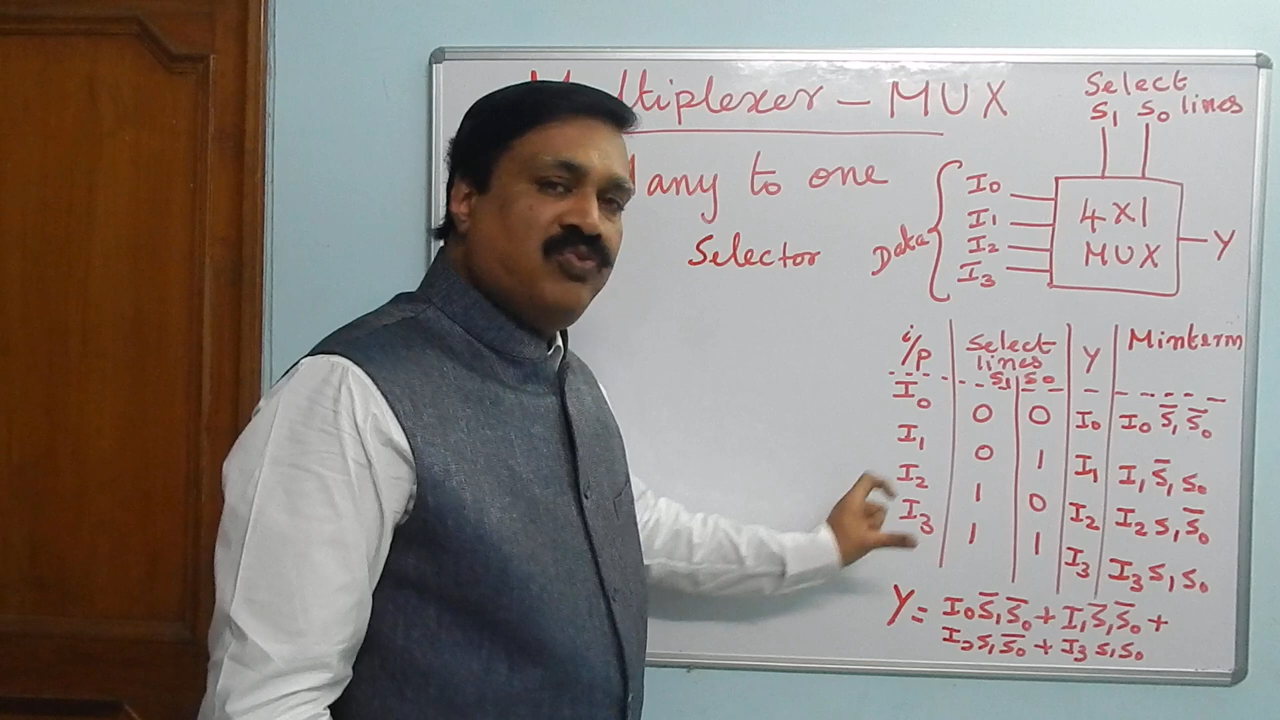 Multiplexer – MUX
Many to one
Selector
Select
S₁ S₀ lines
Data { I₀ I₁ I₂ I₃
4X1
MUX
Y
i/p | Select lines S₁ S₀ | Y | Minterm
I₀ | 0 | 0 | I₀ | I₀ S̅₁ S̅₀
I₁ | 0 | 1 | I₁ | I₁ S̅₁ S₀
I₂ | 1 | 0 | I₂ | I₂ S₁ S̅₀
I₃ | 1 | 1 | I₃ | I₃ S₁ S₀
Y = I₀ S̅₁ S̅₀ + I₁ S̅₁ S̅₀ +
I₂ S₁ S̅₀ + I₃ S₁ S₀